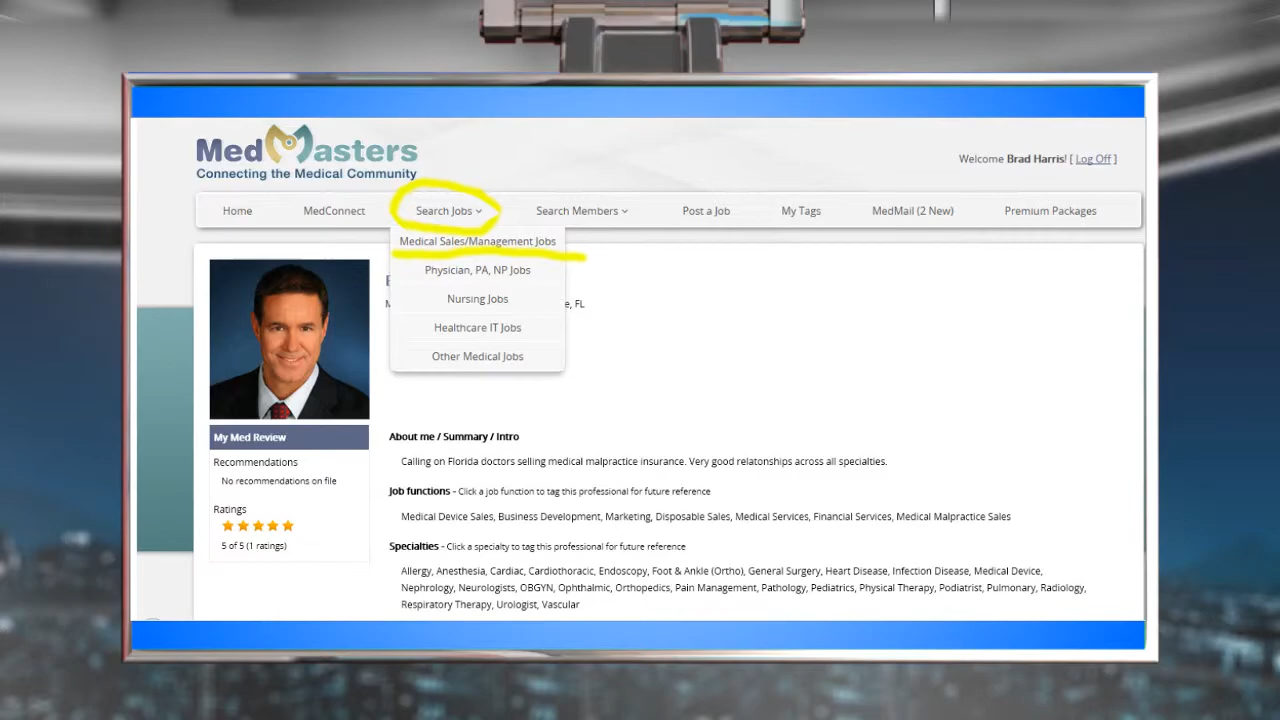 MedMasters
Connecting the Medical Community
Welcome Brad Harris! [ Log Off ]
Home MedConnect Search Jobs Search Members Post a Job My Tags MedMail (2 New) Premium Packages
Medical Sales/Management Jobs
Physician, PA, NP Jobs
Nursing Jobs
e, FL
Healthcare IT Jobs
Other Medical Jobs
My Med Review
Recommendations
No recommendations on file
Ratings
5 of 5 (1 ratings)
About me / Summary / Intro
Calling on Florida doctors selling medical malpractice insurance. Very good relatonships across all specialties.
Job functions - Click a job function to tag this professional for future reference
Medical Device Sales, Business Development, Marketing, Disposable Sales, Medical Services, Financial Services, Medical Malpractice Sales
Specialties - Click a specialty to tag this professional for future reference
Allergy, Anesthesia, Cardiac, Cardiothoracic, Endoscopy, Foot & Ankle (Ortho), General Surgery, Heart Disease, Infection Disease, Medical Device,
Nephrology, Neurologists, OBGYN, Ophthalmic, Orthopedics, Pain Management, Pathology, Pediatrics, Physical Therapy, Podiatrist, Pulmonary, Radiology,
Respiratory Therapy, Urologist, Vascular